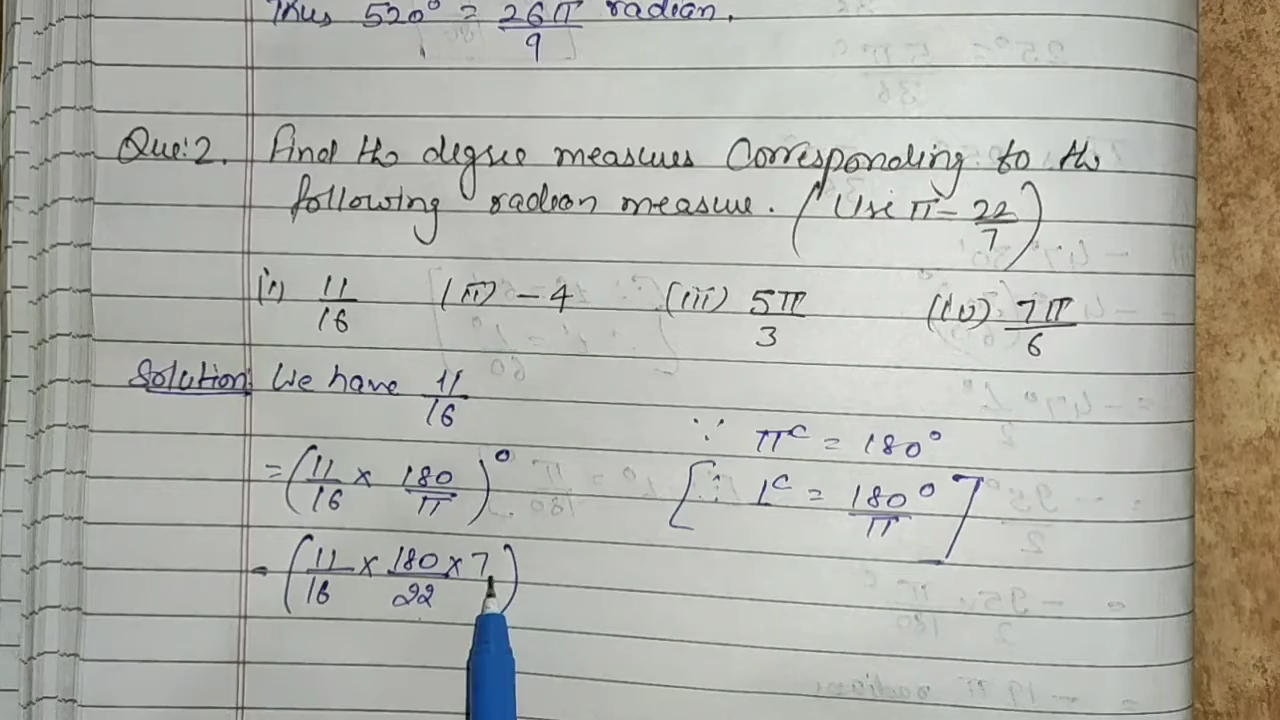 Thus 520° = 26π/9 radian.
Que:2. Find the degree measures Corresponding to the
following radian measure. (Use π = 22/7)
(i) 11/16 (ii) -4 (iii) 5π/3 (iv) 7π/6
Solution We have 11/16
∵ π^c = 180°
= (11/16 × 180/π)° [∴ 1^c = 180°/π]
= (11/16 × 180×7/22)